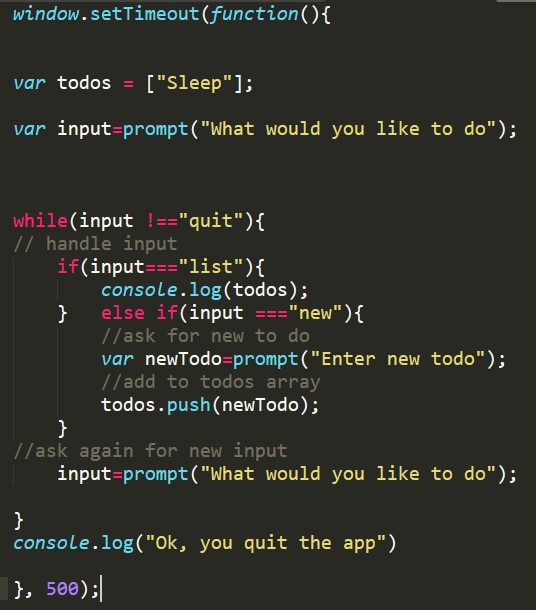 window.setTimeout(function(){
var todos = ["Sleep"];
var input=prompt("What would you like to do");
while(input !=="quit"){
// handle input
if(input==="list"){
console.log(todos);
}   else if(input ==="new"){
//ask for new to do
var newTodo=prompt("Enter new todo");
//add to todos array
todos.push(newTodo);
}
//ask again for new input
input=prompt("What would you like to do");
}
console.log("Ok, you quit the app")
}, 500);